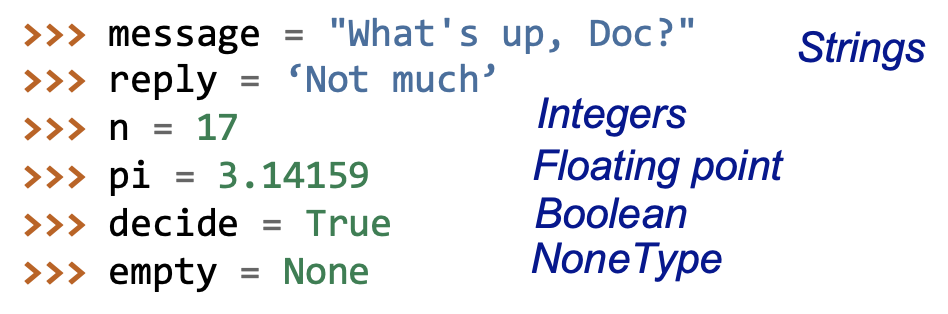 >>> message = "What's up, Doc?" Strings
>>> reply = ‘Not much’
>>> n = 17 Integers
>>> pi = 3.14159 Floating point
>>> decide = True Boolean
>>> empty = None NoneType